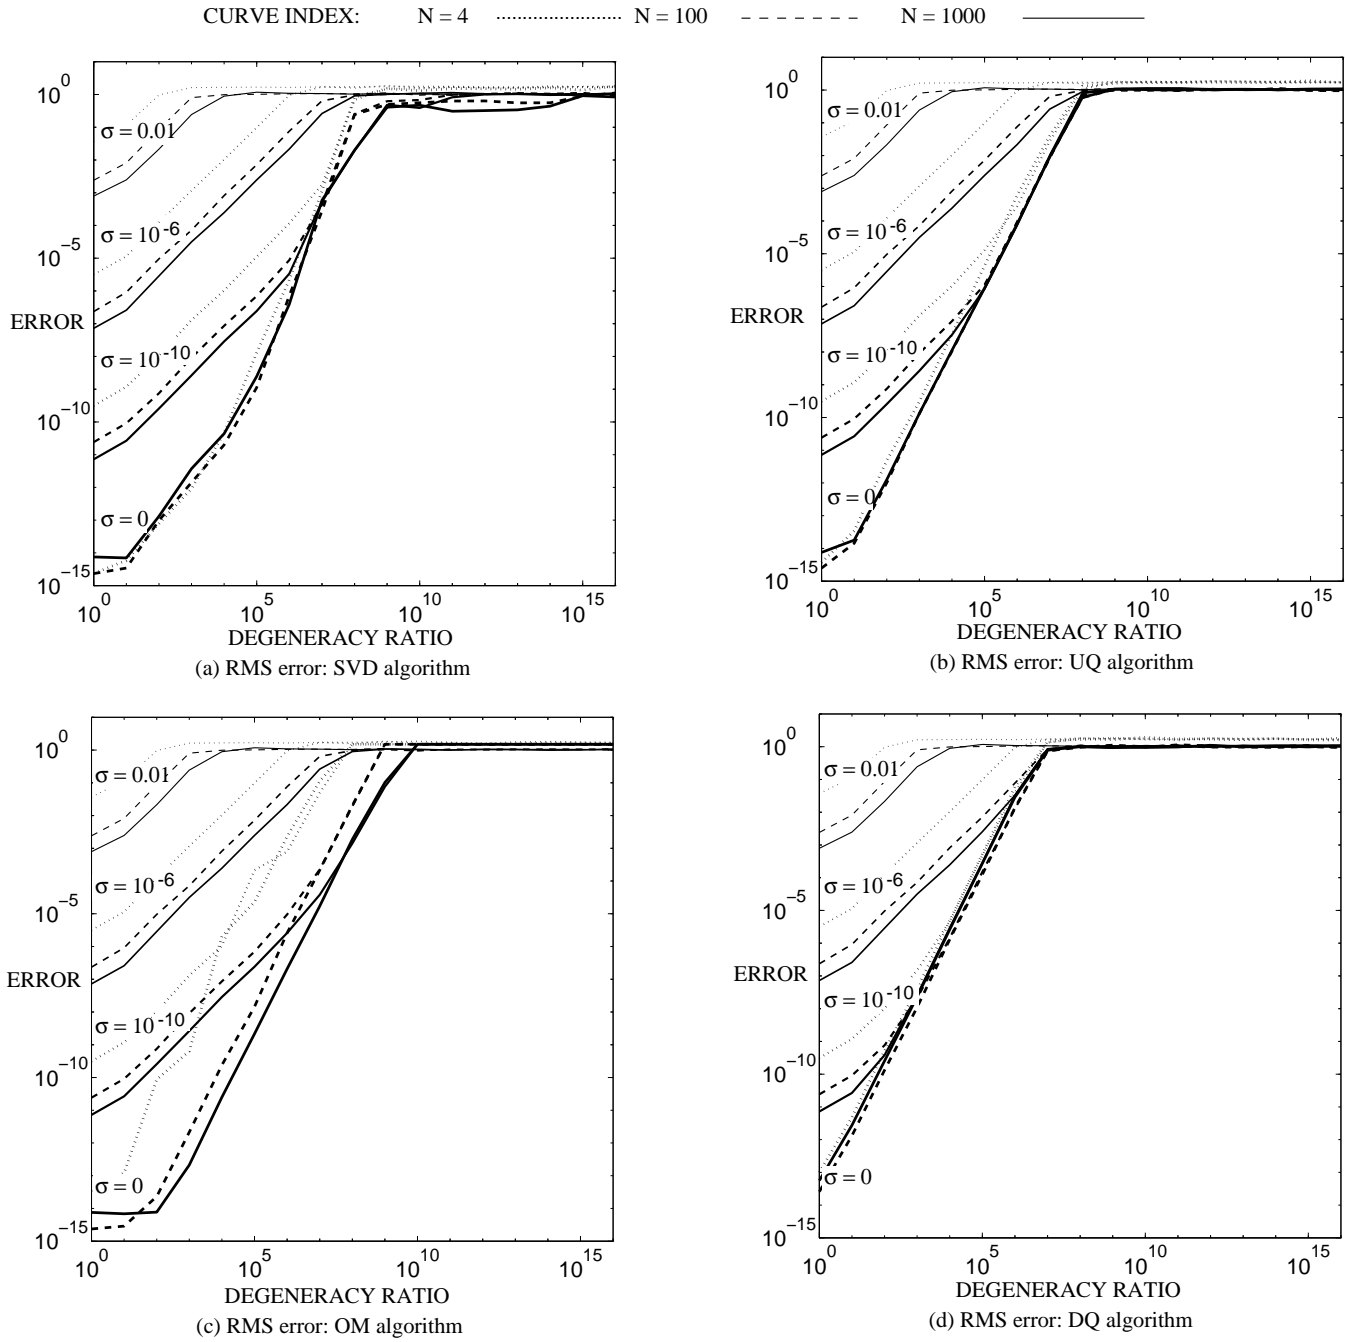 CURVE INDEX: N = 4 N = 100 N = 1000
10^0
σ = 0.01
σ = 10^-6
10^-5
ERROR
σ = 10^-10
10^-10
σ = 0
10^-15
10^0 10^5 10^10 10^15
DEGENERACY RATIO
(a) RMS error: SVD algorithm
10^0
σ = 0.01
σ = 10^-6
10^-5
ERROR
σ = 10^-10
10^-10
σ = 0
10^-15
10^0 10^5 10^10 10^15
DEGENERACY RATIO
(b) RMS error: UQ algorithm
10^0
σ = 0.01
σ = 10^-6
10^-5
ERROR
σ = 10^-10
10^-10
σ = 0
10^-15
10^0 10^5 10^10 10^15
DEGENERACY RATIO
(c) RMS error: OM algorithm
10^0
σ = 0.01
σ = 10^-6
10^-5
ERROR
σ = 10^-10
10^-10
σ = 0
10^-15
10^0 10^5 10^10 10^15
DEGENERACY RATIO
(d) RMS error: DQ algorithm